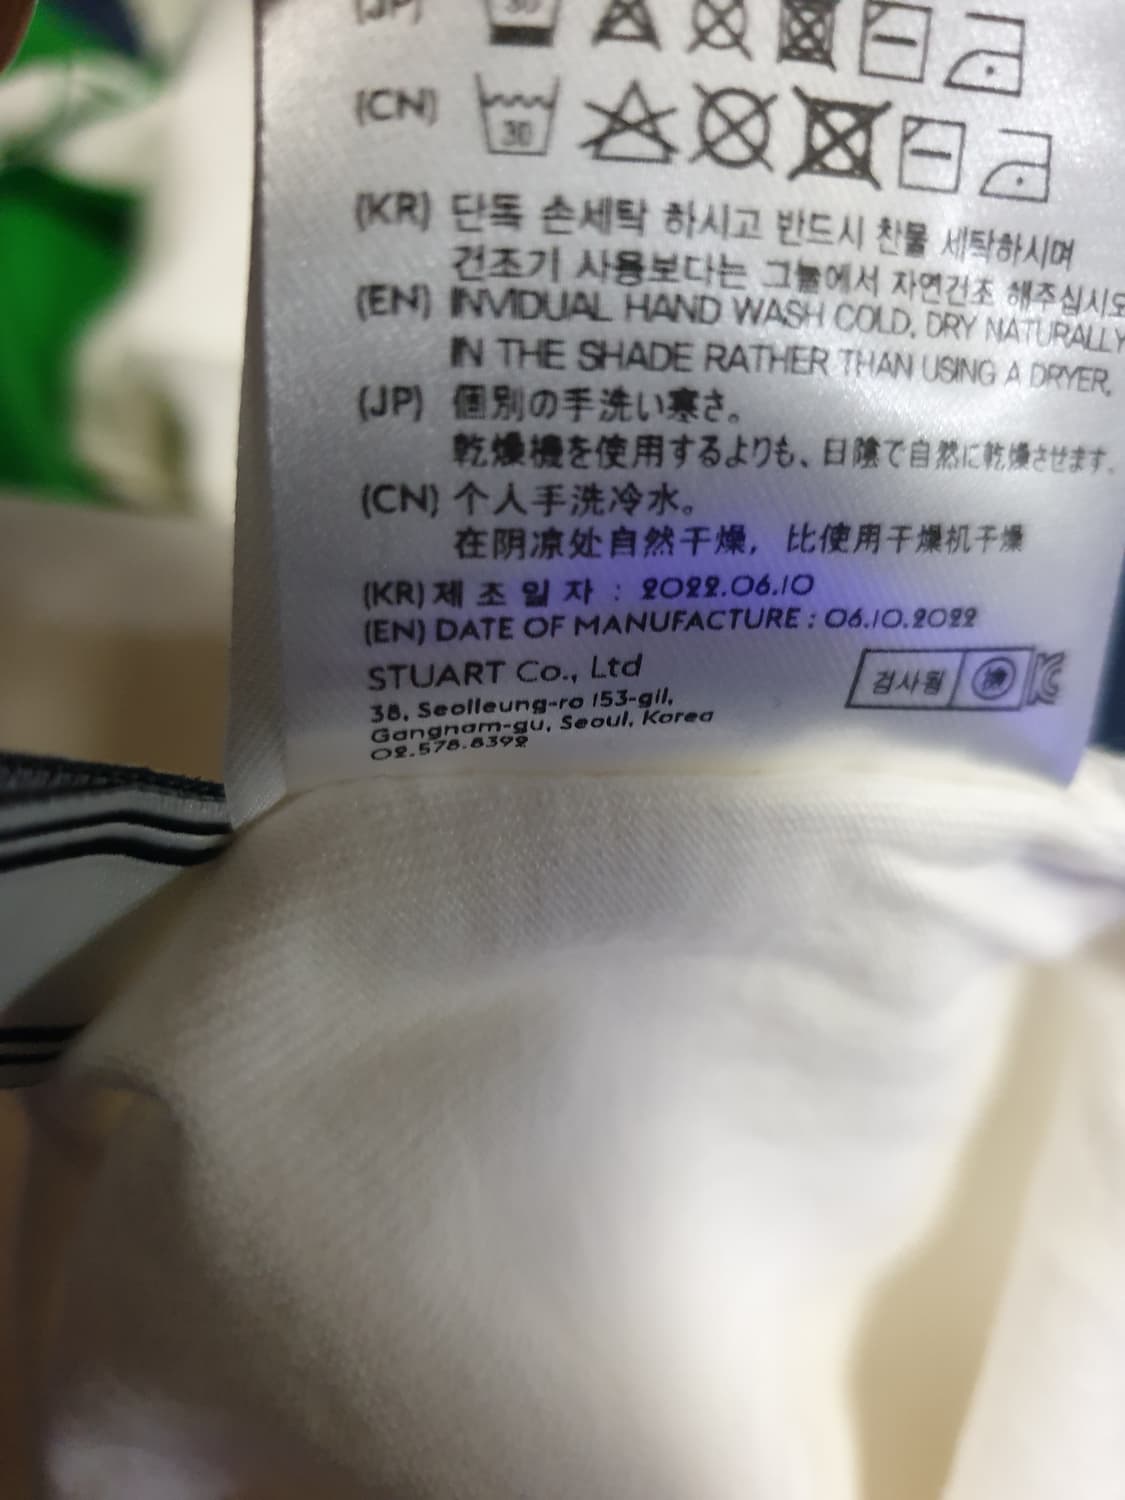 (JP)
30
(CN)
30
(KR) 단독 손세탁 하시고 반드시 찬물 세탁하시며
건조기 사용보다는 그늘에서 자연건조 해주십시오
(EN) INVIDUAL HAND WASH COLD, DRY NATURALLY
IN THE SHADE RATHER THAN USING A DRYER.
(JP) 個別の手洗い寒さ。
乾燥機を使用するよりも、日陰で自然に乾燥させます.
(CN) 个人手洗冷水。
在阴凉处自然干燥，比使用干燥机干燥
(KR) 제 조 일 자 : 2022.06.10
(EN) DATE OF MANUFACTURE : 06.10.2022
STUART Co., Ltd
38, Seolleung-ro 153-gil,
Gangnam-gu, Seoul, Korea
02.578.8392
검사필 檢 KC